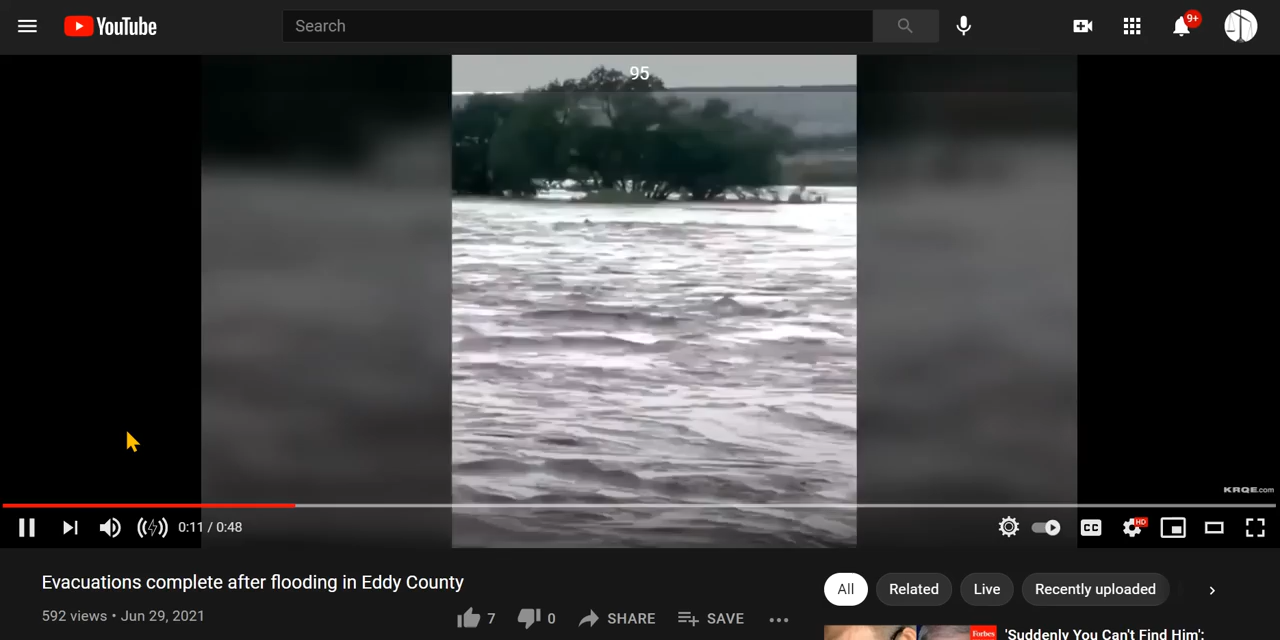 YouTube
Search
9+
95
KRQE.com
0:11 / 0:48
CC
HD
Evacuations complete after flooding in Eddy County
592 views • Jun 29, 2021
7
0
SHARE
SAVE
All
Related
Live
Recently uploaded
Forbes
'Suddenly You Can't Find Him':